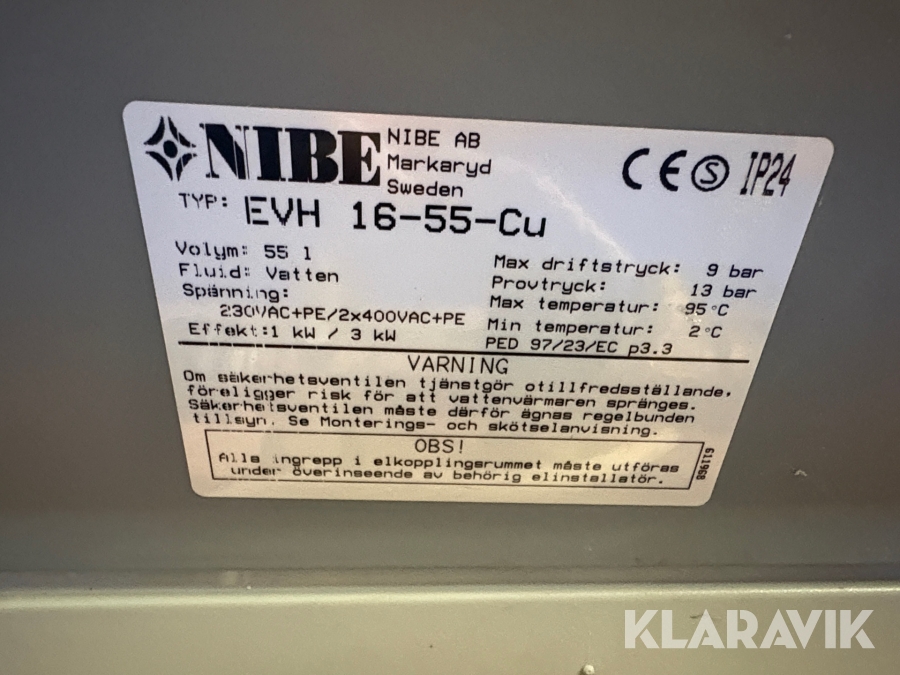 NIBE
NIBE AB
Markaryd
Sweden
CE S IP24
TYP: EVH 16-55-Cu
Volym: 55 l
Fluid: Vatten
Spänning:
230VAC+PE/2x400VAC+PE
Effekt:1 kW / 3 kW
Max driftstryck: 9 bar
Provtryck: 13 bar
Max temperatur: 95°C
Min temperatur: 2°C
PED 97/23/EC p3.3
VARNING
Om säkerhetsventilen tjänstgör otillfredsställande,
föreligger risk för att vattenvärmaren spränges.
Säkerhetsventilen måste därför ägnas regelbunden
tillsyn. Se Monterings- och skötselanvisning.
OBS!
Alla ingrepp i elkopplingsrummet måste utföras
under överinseende av behörig elinstallatör.
611968
KLARAVIK